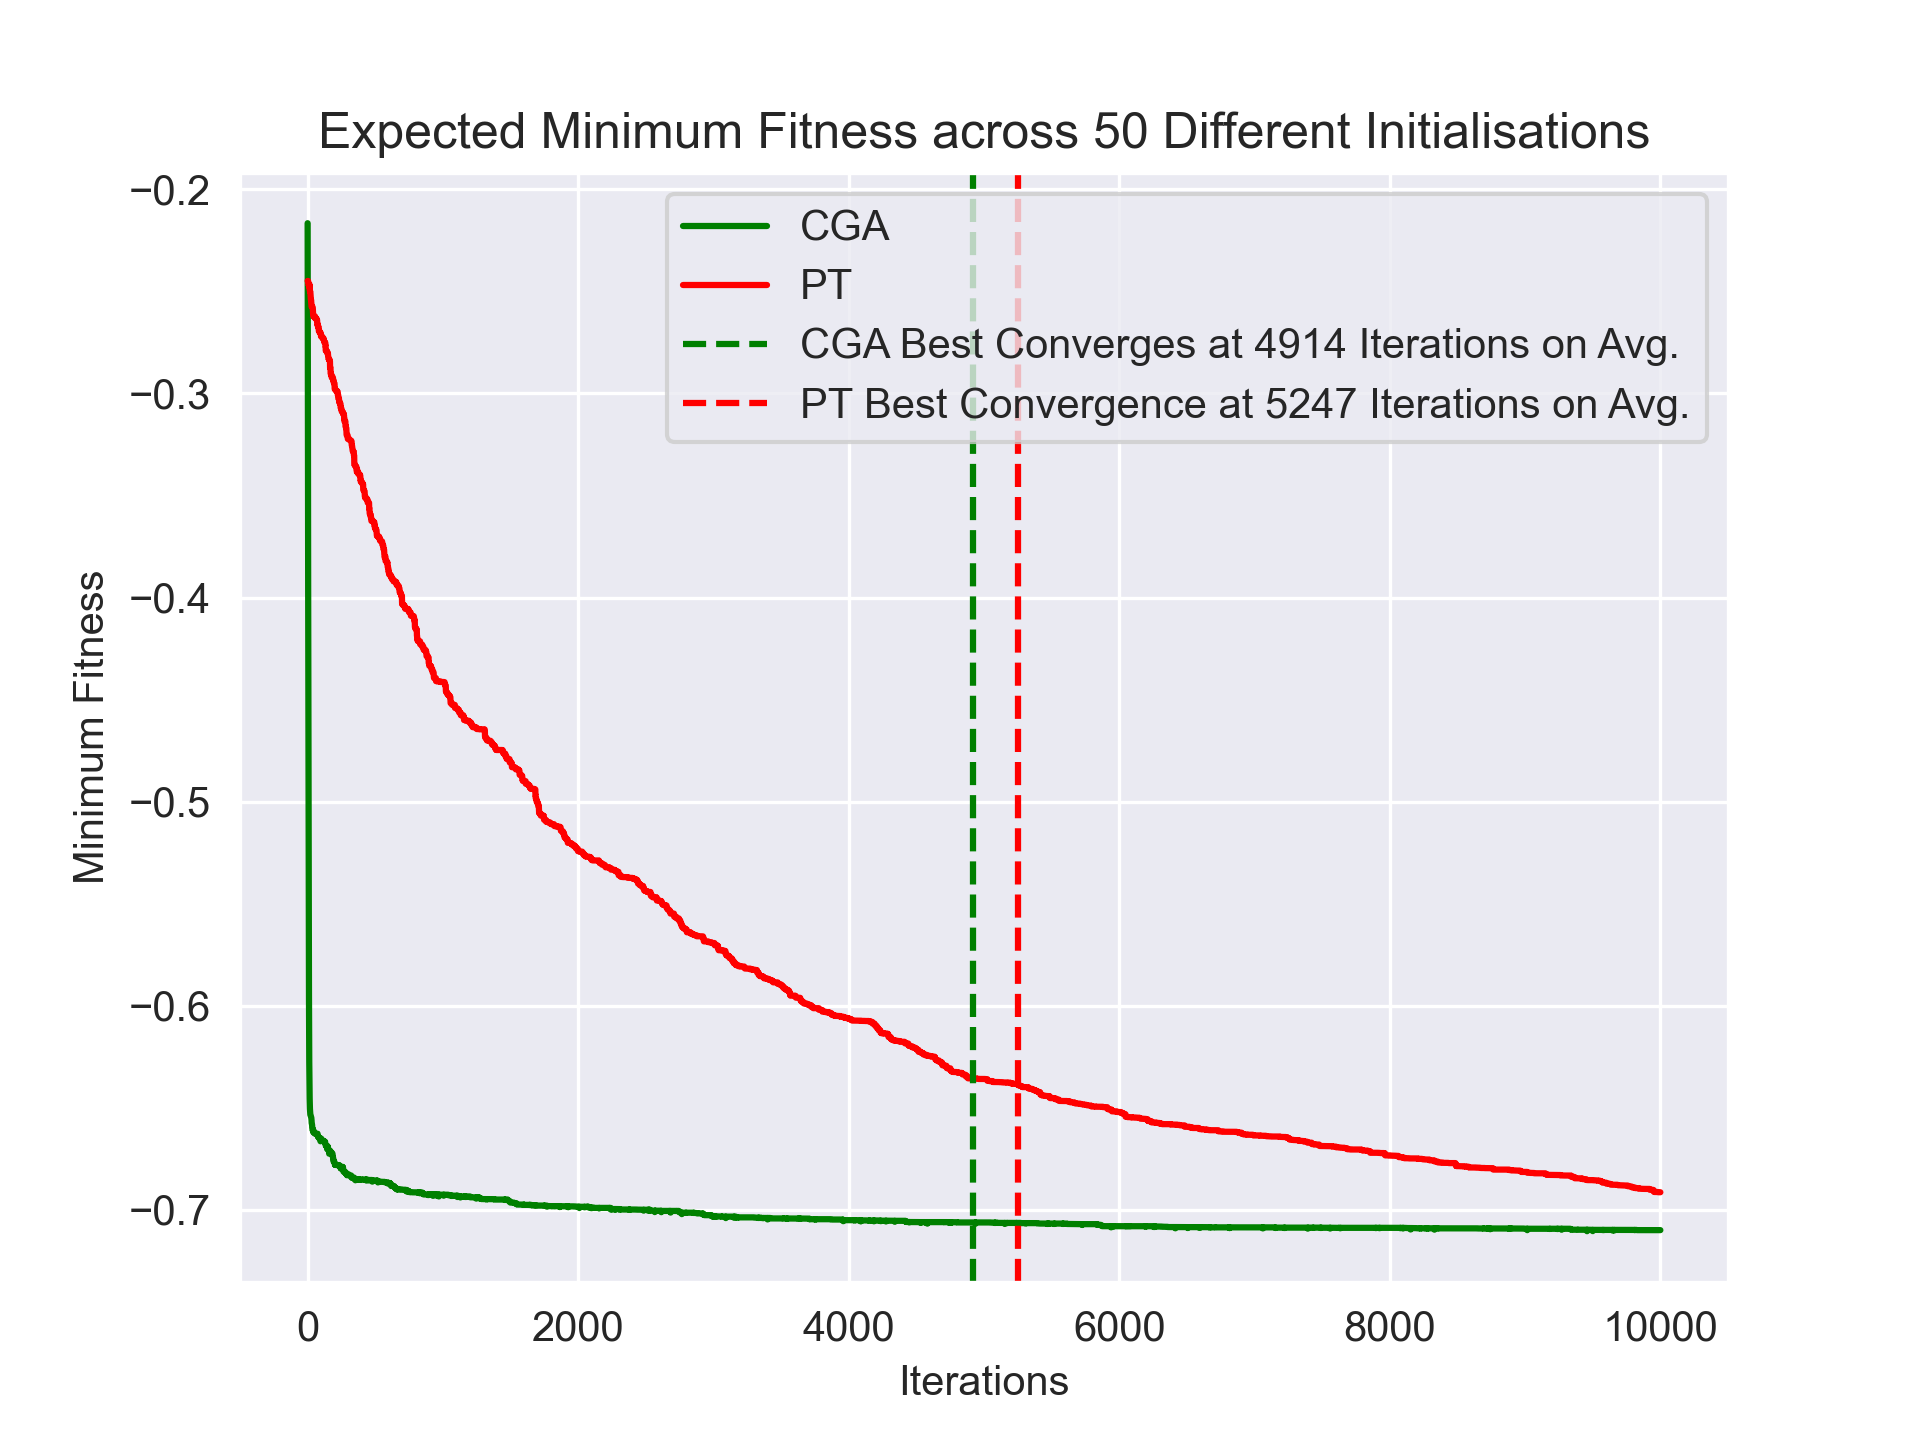 Expected Minimum Fitness across 50 Different Initialisations
CGA
PT
CGA Best Converges at 4914 Iterations on Avg.
PT Best Convergence at 5247 Iterations on Avg.
Minimum Fitness
−0.2
−0.3
−0.4
−0.5
−0.6
−0.7
0 2000 4000 6000 8000 10000
Iterations